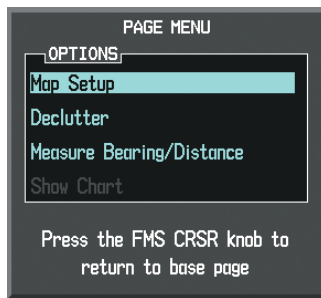 PAGE MENU
OPTIONS
Map Setup
Declutter
Measure Bearing/Distance
Show Chart
Press the FMS CRSR knob to
return to base page